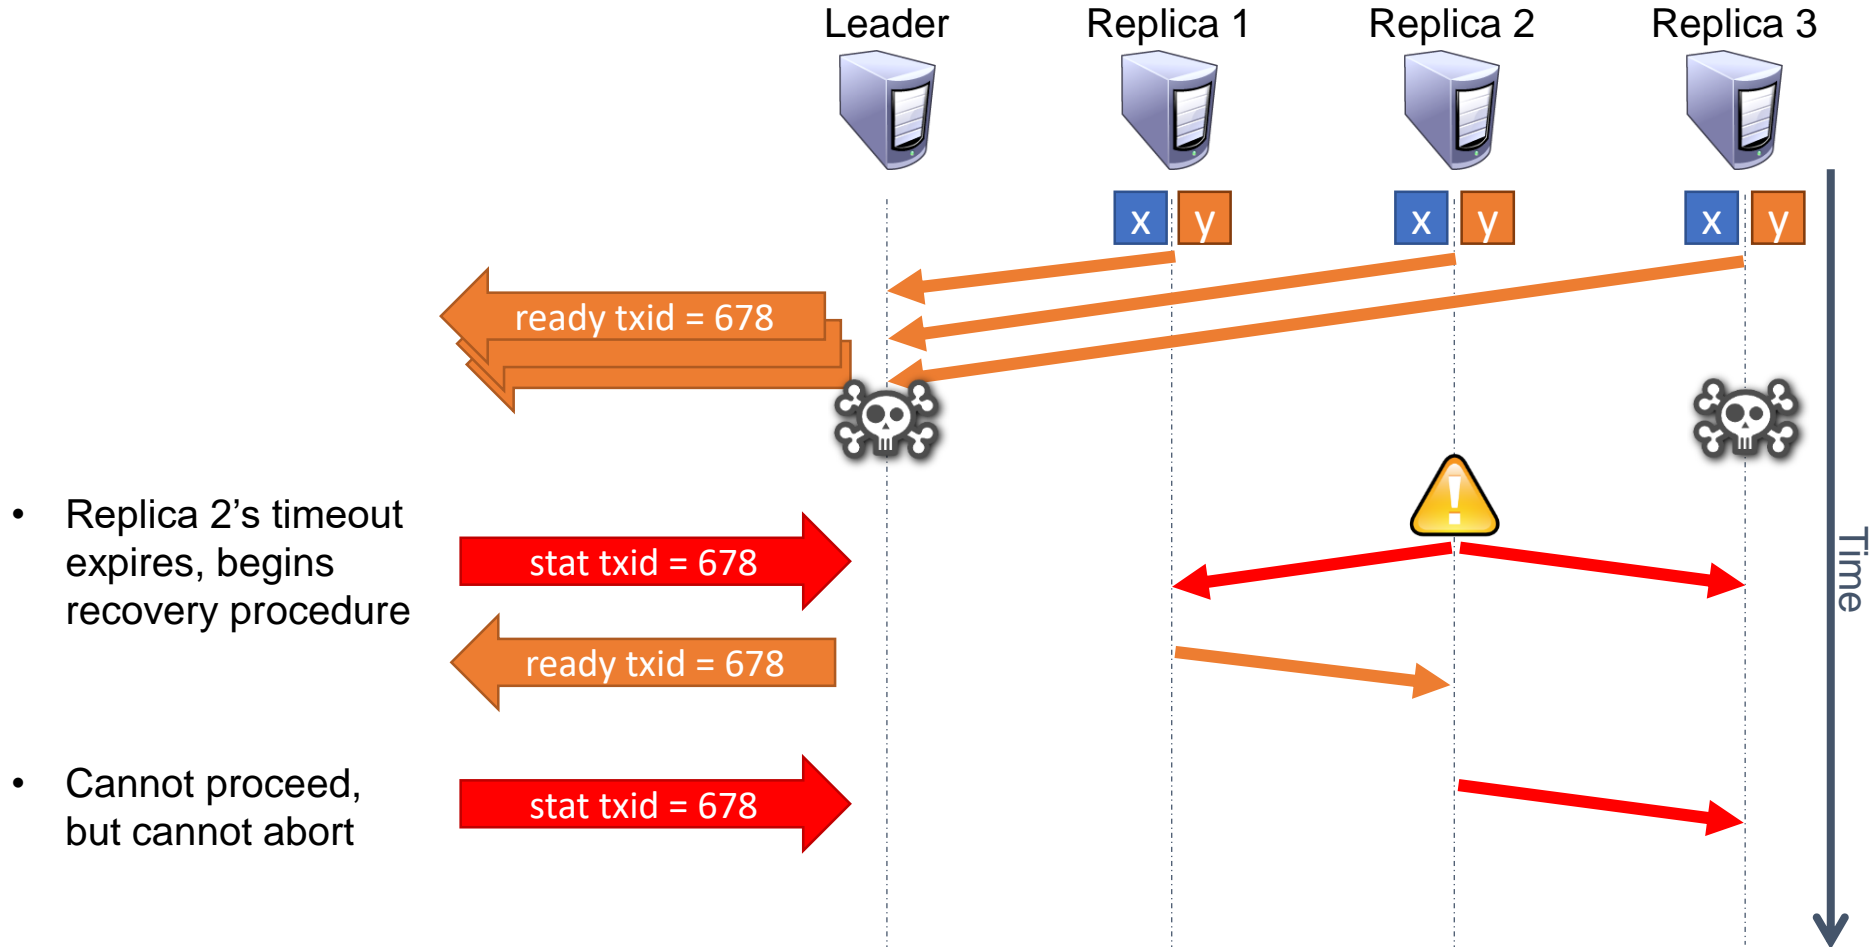 Leader
Replica 1
Replica 2
Replica 3
x
y
x
y
x
y
ready txid = 678
• Replica 2’s timeout
expires, begins
recovery procedure
stat txid = 678
Time
ready txid = 678
• Cannot proceed,
but cannot abort
stat txid = 678